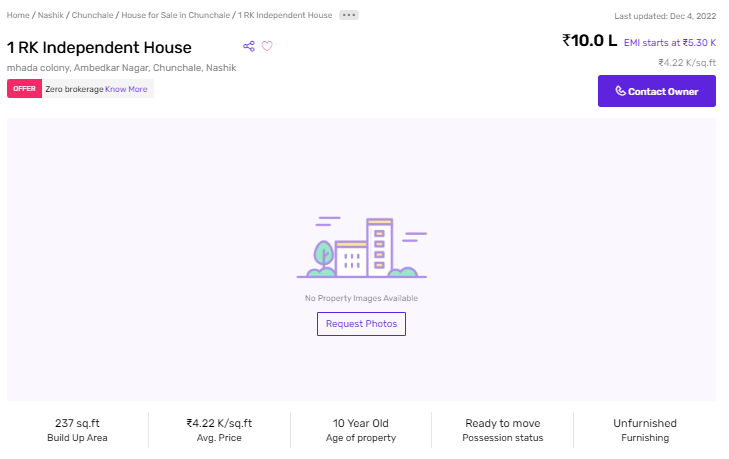 Home / Nashik / Chunchale / House for Sale in Chunchale / 1 RK Independent House
Last updated: Dec 4, 2022
1 RK Independent House
₹10.0 L EMI starts at ₹5.30 K
mhada colony, Ambedkar Nagar, Chunchale, Nashik
₹4.22 K/sq.ft
OFFER Zero brokerage Know More
Contact Owner
No Property Images Available
Request Photos
237 sq.ft
Build Up Area
₹4.22 K/sq.ft
Avg. Price
10 Year Old
Age of property
Ready to move
Possession status
Unfurnished
Furnishing